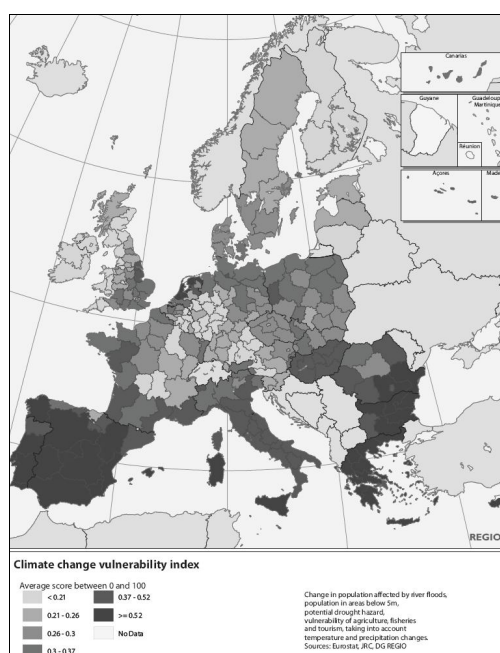 Canarias
Guyane
Guadeloup
Martinique
Réunion
Açores
Made
REGIO
Climate change vulnerability index
Average score between 0 and 100
< 0.21
0.21 - 0.26
0.26 - 0.3
0.3 - 0.37
0.37 - 0.52
>= 0.52
No Data
Change in population affected by river floods,
population in areas below 5m,
potential drought hazard,
vulnerability of agriculture, fisheries
and tourism, taking into account
temperature and precipitation changes.
Sources: Eurostat, JRC, DG REGIO